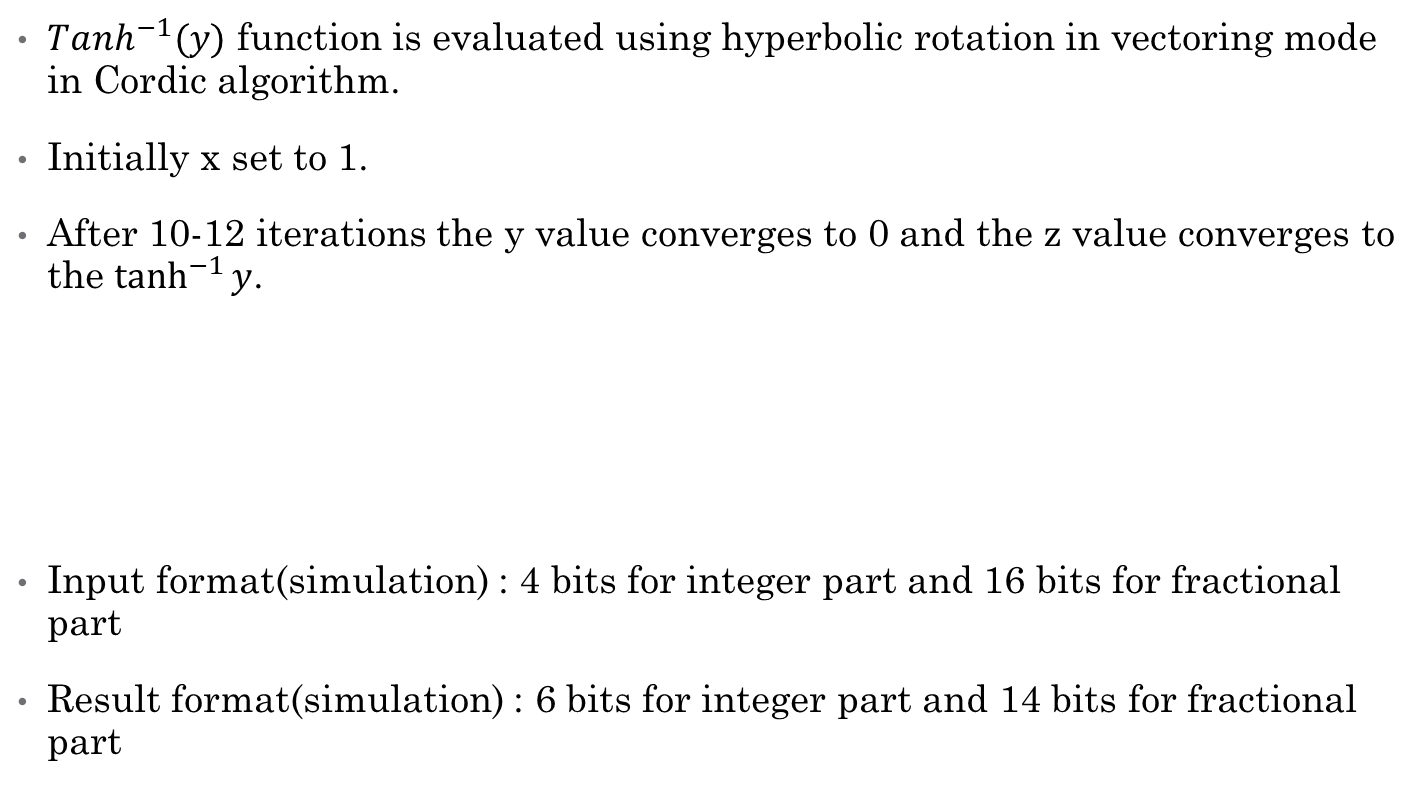 • Tanh⁻¹(y) function is evaluated using hyperbolic rotation in vectoring mode
in Cordic algorithm.
• Initially x set to 1.
• After 10-12 iterations the y value converges to 0 and the z value converges to
the tanh⁻¹ y.
• Input format(simulation) : 4 bits for integer part and 16 bits for fractional
part
• Result format(simulation) : 6 bits for integer part and 14 bits for fractional
part